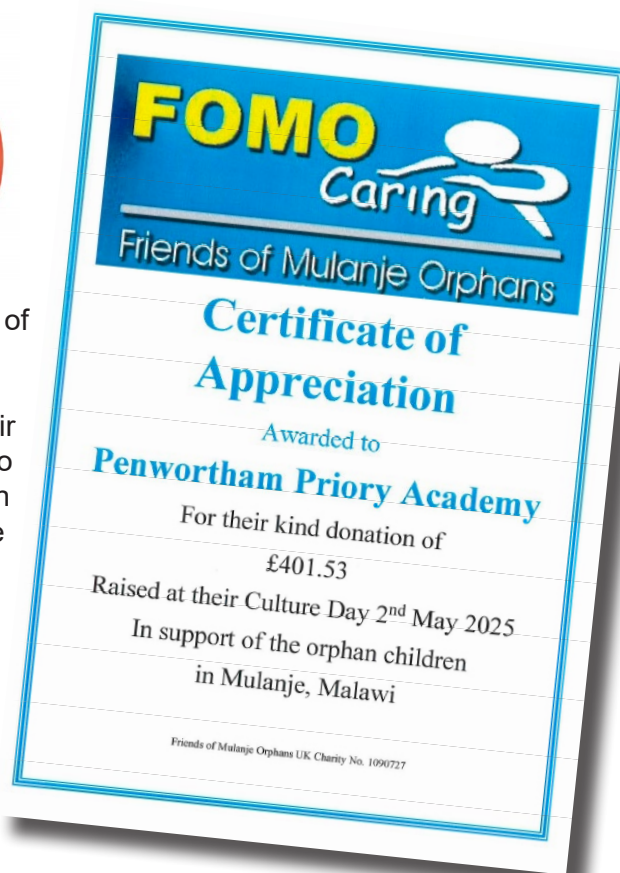 of
ir
o
n
e
FOMO
Caring
Friends of Mulanje Orphans
Certificate of
Appreciation
Awarded to
Penwortham Priory Academy
For their kind donation of
£401.53
Raised at their Culture Day 2nd May 2025
In support of the orphan children
in Mulanje, Malawi
Friends of Mulanje Orphans UK Charity No. 1090727